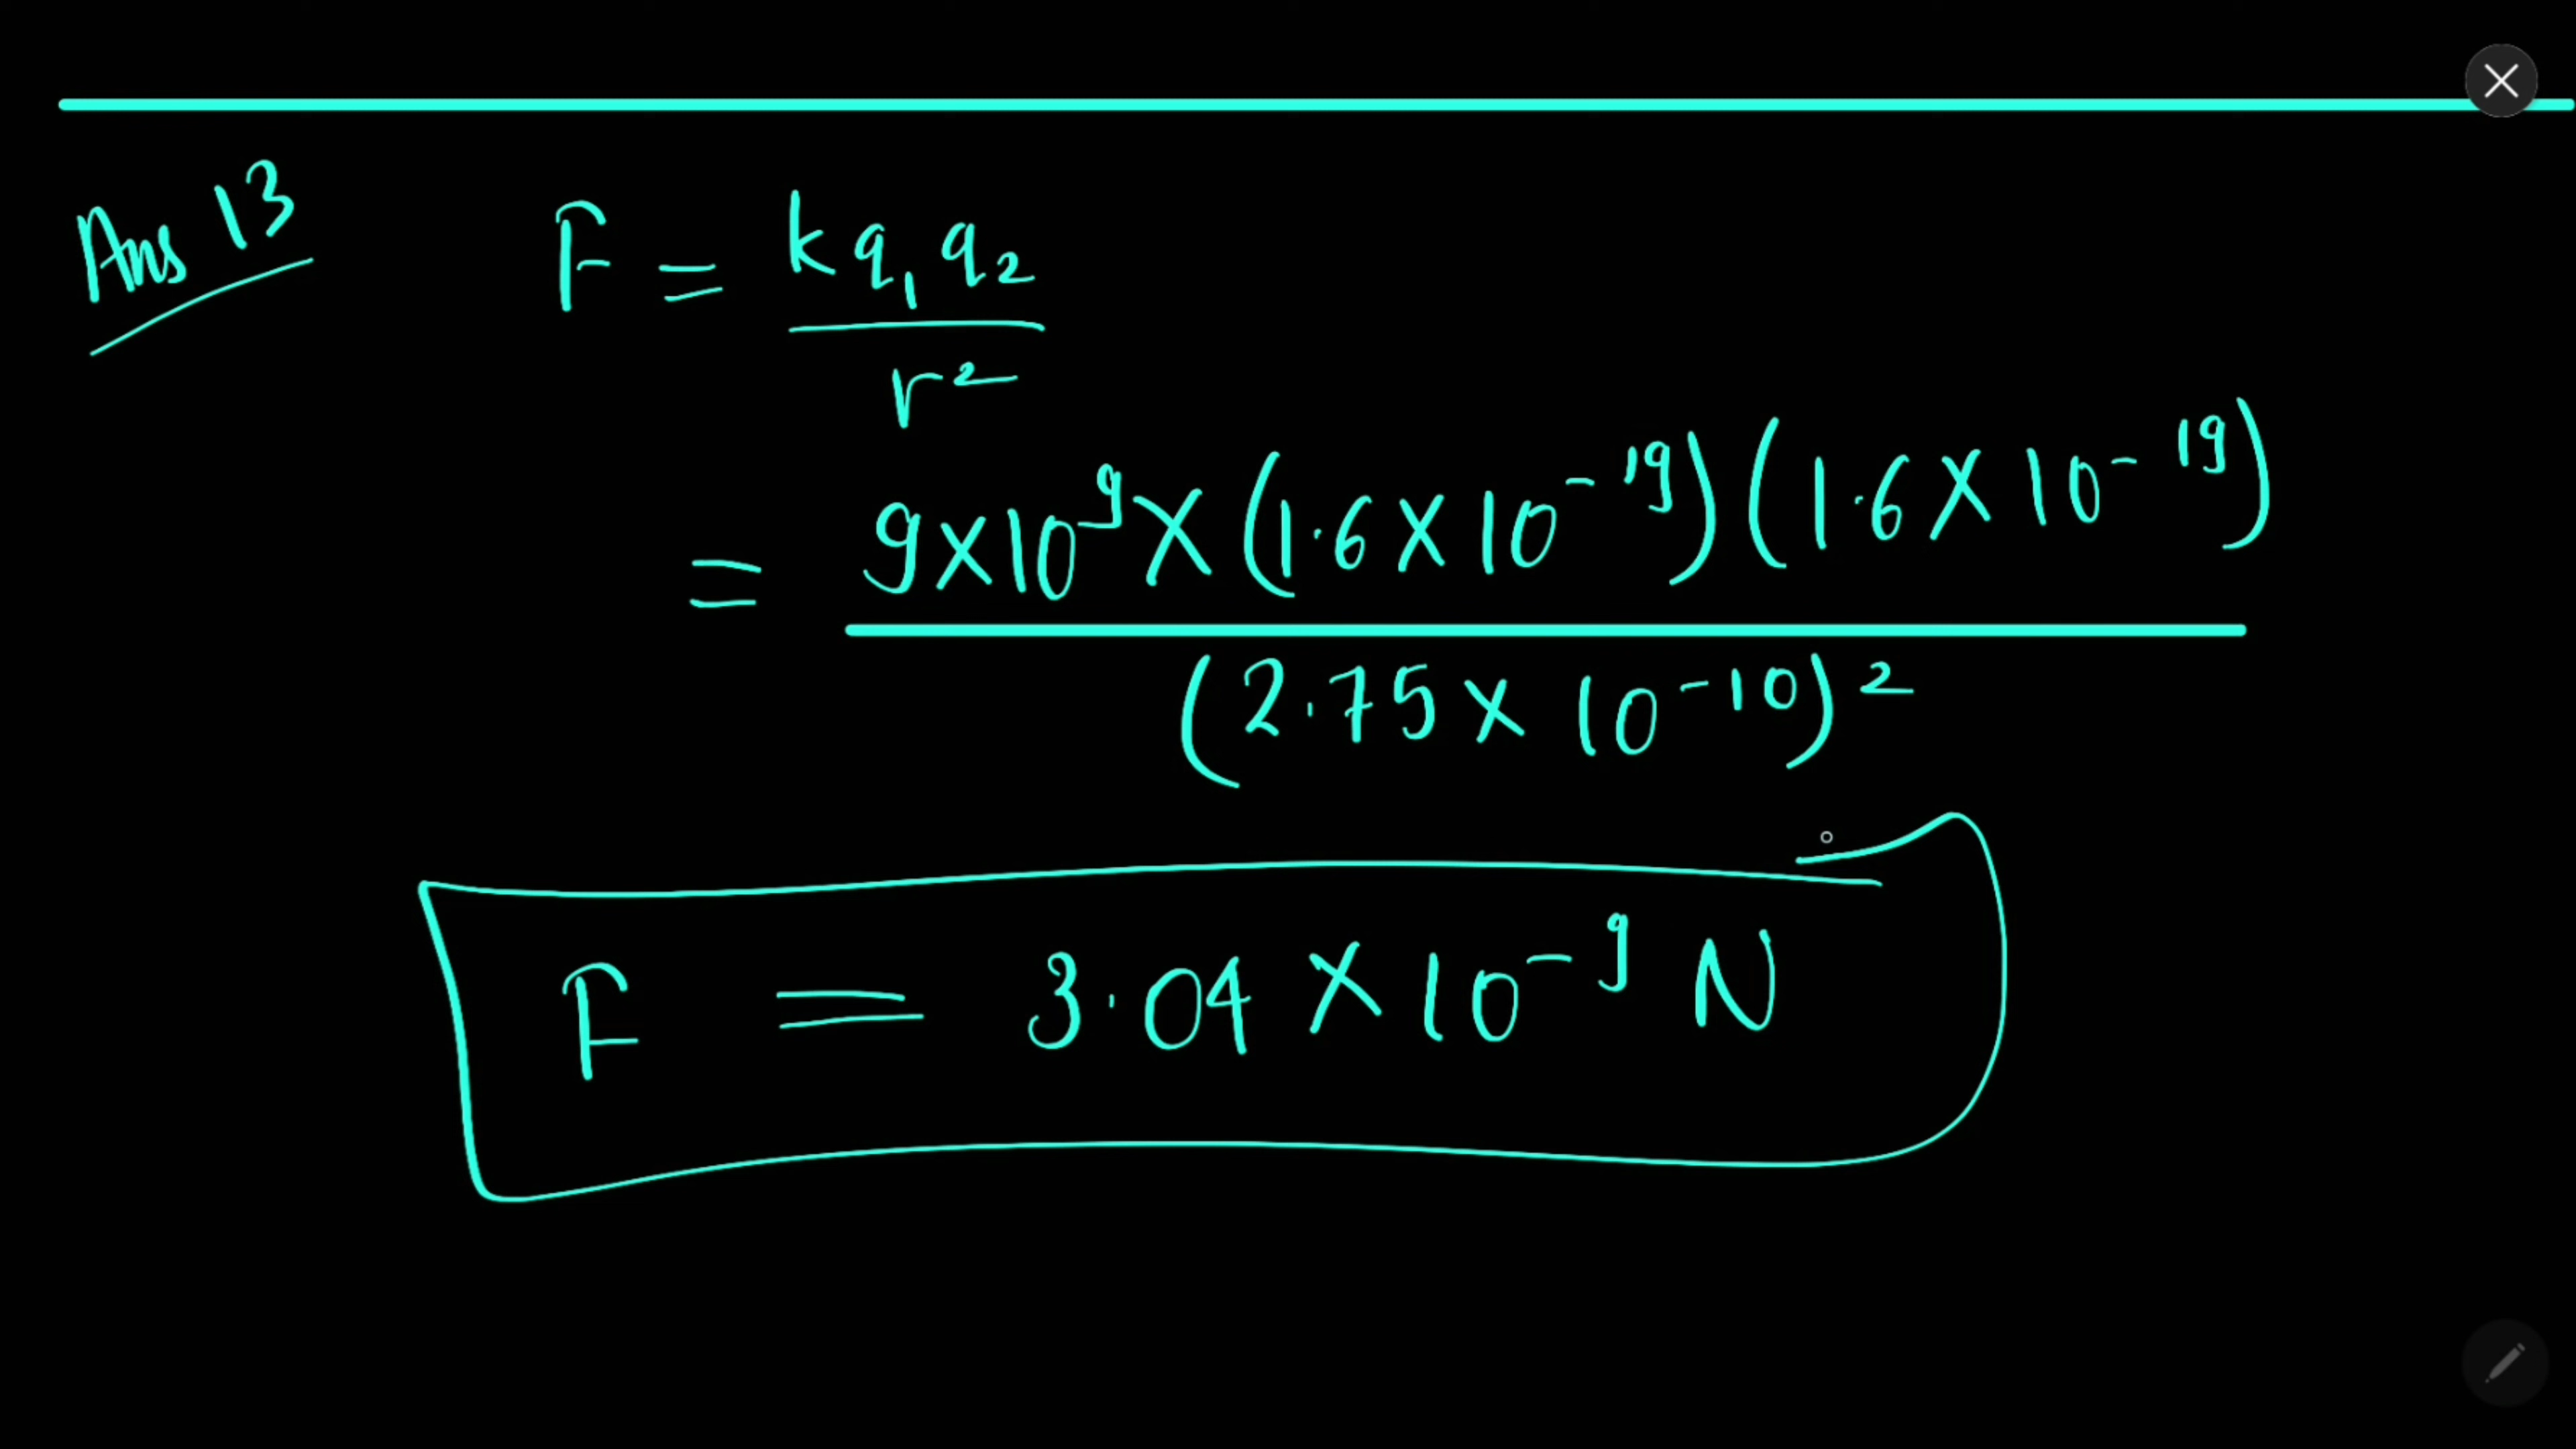 Ans 13
F = kq₁q₂
r²
= 9×10⁹×(1.6×10⁻¹⁹)(1.6×10⁻¹⁹)
(2.75×10⁻¹⁰)²
F = 3.04×10⁻⁹ N